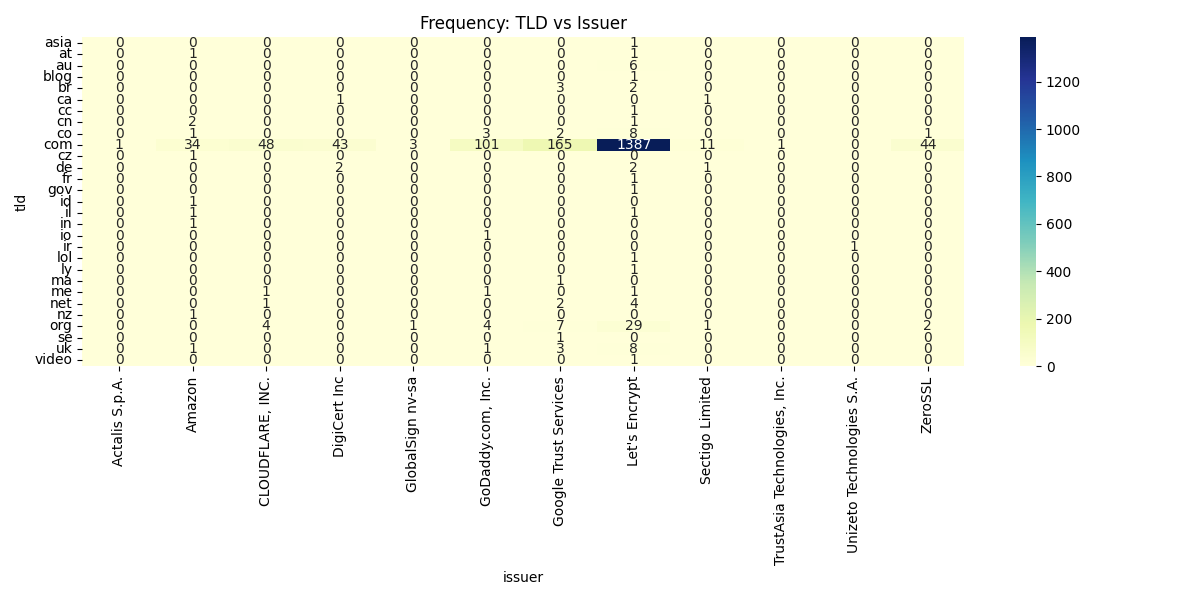 Frequency: TLD vs Issuer
tld
asia 0 0 0 0 0 0 0 1 0 0 0 0
at 0 1 0 0 0 0 0 1 0 0 0 0
au 0 0 0 0 0 0 0 6 0 0 0 0
blog 0 0 0 0 0 0 0 1 0 0 0 0
br 0 0 0 0 0 0 3 2 0 0 0 0
ca 0 0 0 1 0 0 0 0 1 0 0 0
cc 0 0 0 0 0 0 0 1 0 0 0 0
cn 0 2 0 0 0 0 0 1 0 0 0 0
co 0 1 0 0 0 3 2 8 0 0 0 1
com 1 34 48 43 3 101 165 1387 11 1 0 44
cz 0 1 0 0 0 0 0 0 0 0 0 0
de 0 0 0 2 0 0 0 2 1 0 0 0
fr 0 0 0 0 0 0 0 1 0 0 0 0
gov 0 0 0 0 0 0 0 1 0 0 0 0
id 0 1 0 0 0 0 0 0 0 0 0 0
il 0 1 0 0 0 0 0 1 0 0 0 0
in 0 1 0 0 0 0 0 0 0 0 0 0
io 0 0 0 0 0 1 0 0 0 0 0 0
ir 0 0 0 0 0 0 0 0 0 0 1 0
lol 0 0 0 0 0 0 0 1 0 0 0 0
ly 0 0 0 0 0 0 0 1 0 0 0 0
ma 0 0 0 0 0 0 1 0 0 0 0 0
me 0 0 1 0 0 1 0 1 0 0 0 0
net 0 0 1 0 0 0 2 4 0 0 0 0
nz 0 1 0 0 0 0 0 0 0 0 0 0
org 0 0 4 0 1 4 7 29 1 0 0 2
se 0 0 0 0 0 0 1 0 0 0 0 0
uk 0 1 0 0 0 1 3 8 0 0 0 0
video 0 0 0 0 0 0 0 1 0 0 0 0
Actalis S.p.A.
Amazon
CLOUDFLARE, INC.
DigiCert Inc
GlobalSign nv-sa
GoDaddy.com, Inc.
Google Trust Services
Let's Encrypt
Sectigo Limited
TrustAsia Technologies, Inc.
Unizeto Technologies S.A.
ZeroSSL
issuer
1200
1000
800
600
400
200
0